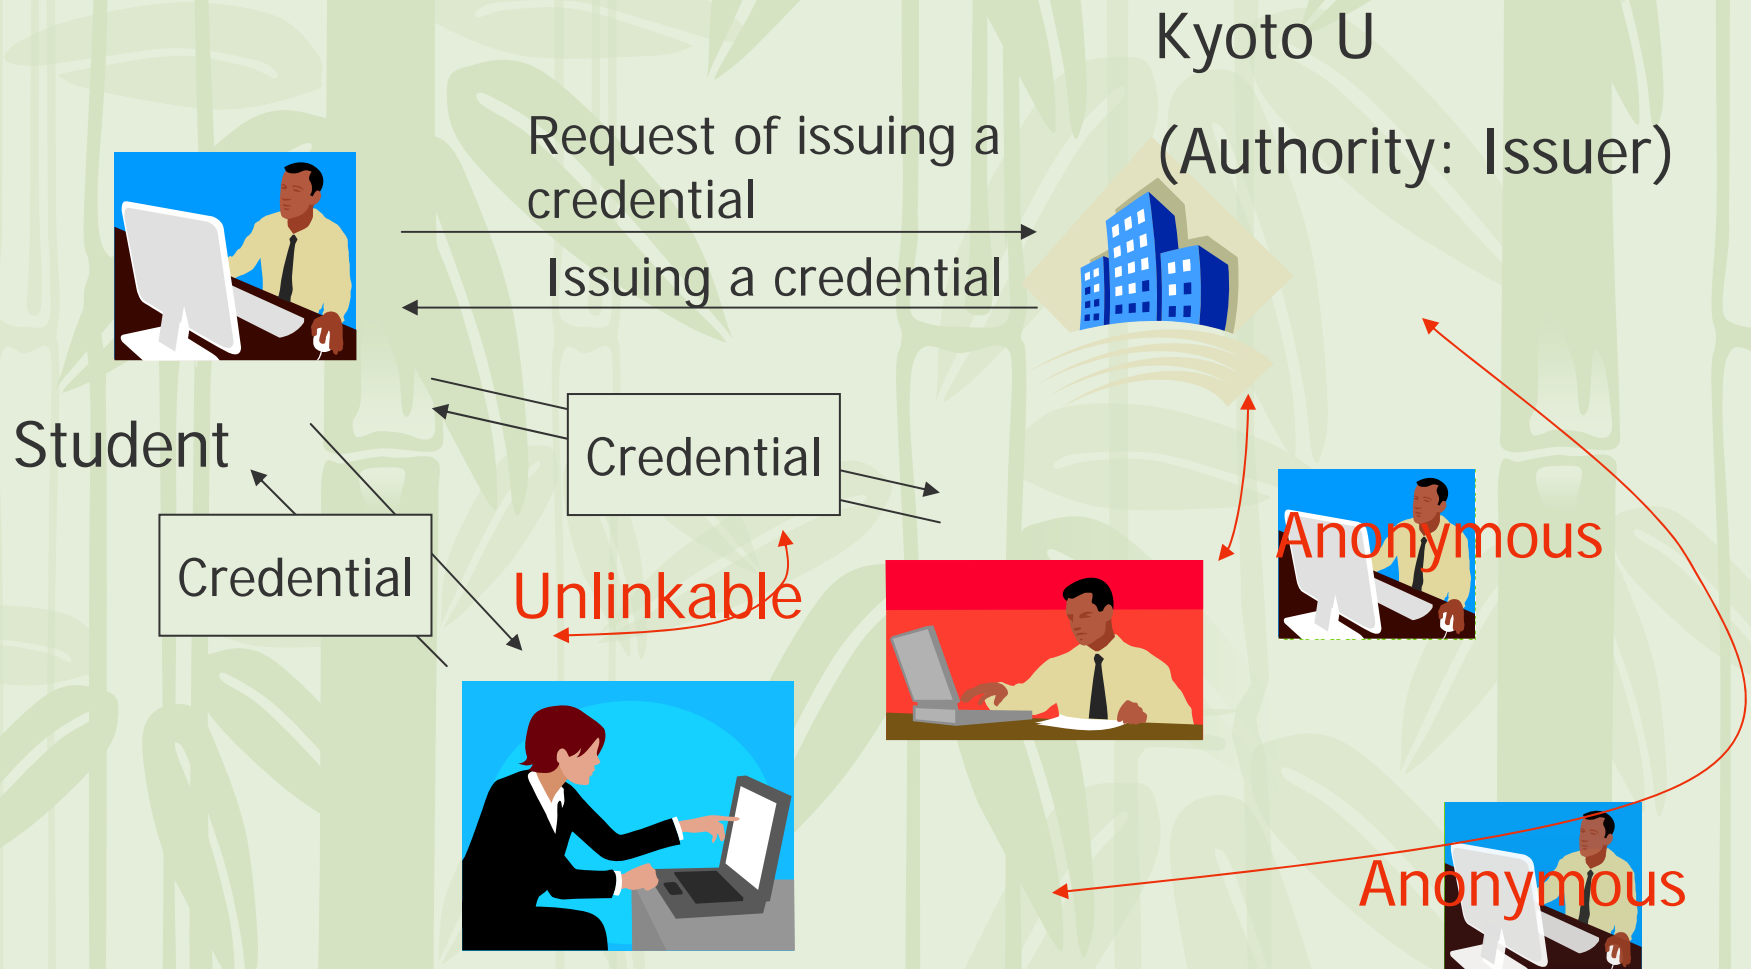 Kyoto U
(Authority: Issuer)
Request of issuing a
credential
Issuing a credential
Student
Credential
Credential
Unlinkable
Anonymous
Anonymous